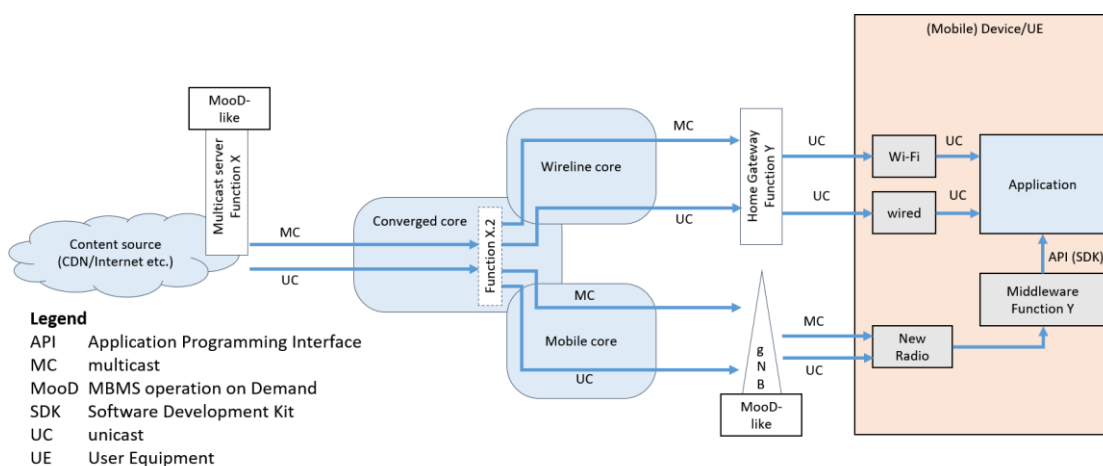 (Mobile) Device/UE
MooD-
like
Multicast server
Function X
Content source
(CDN/Internet etc.)
MC
UC
Converged core
Function X.2
Wireline core
MC
UC
Mobile core
MC
UC
Home Gateway
Function Y
UC
UC
gNB
MooD-
like
MC
UC
Wi-Fi
UC
wired
UC
Application
API (SDK)
Middleware
Function Y
New
Radio
Legend
API Application Programming Interface
MC multicast
MooD MBMS operation on Demand
SDK Software Development Kit
UC unicast
UE User Equipment